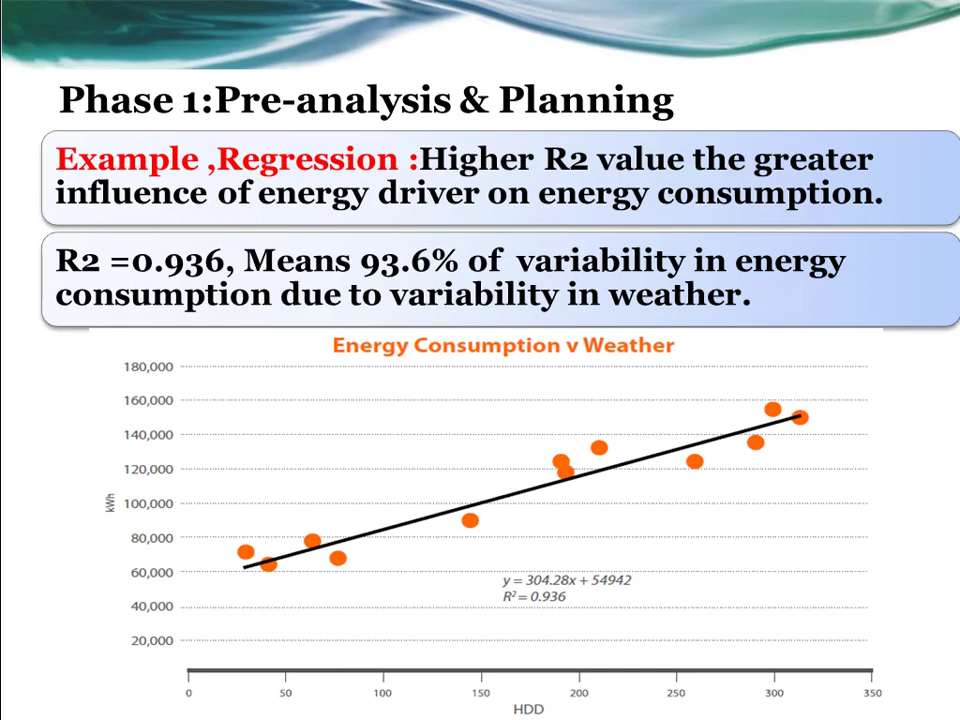 Phase 1:Pre-analysis & Planning
Example ,Regression :Higher R2 value the greater
influence of energy driver on energy consumption.
R2 =0.936, Means 93.6% of variability in energy
consumption due to variability in weather.
Energy Consumption v Weather
180,000
160,000
140,000
120,000
100,000
80,000
60,000
40,000
20,000
kWh
y = 304.28x + 54942
R² = 0.936
0 50 100 150 200 250 300 350
HDD